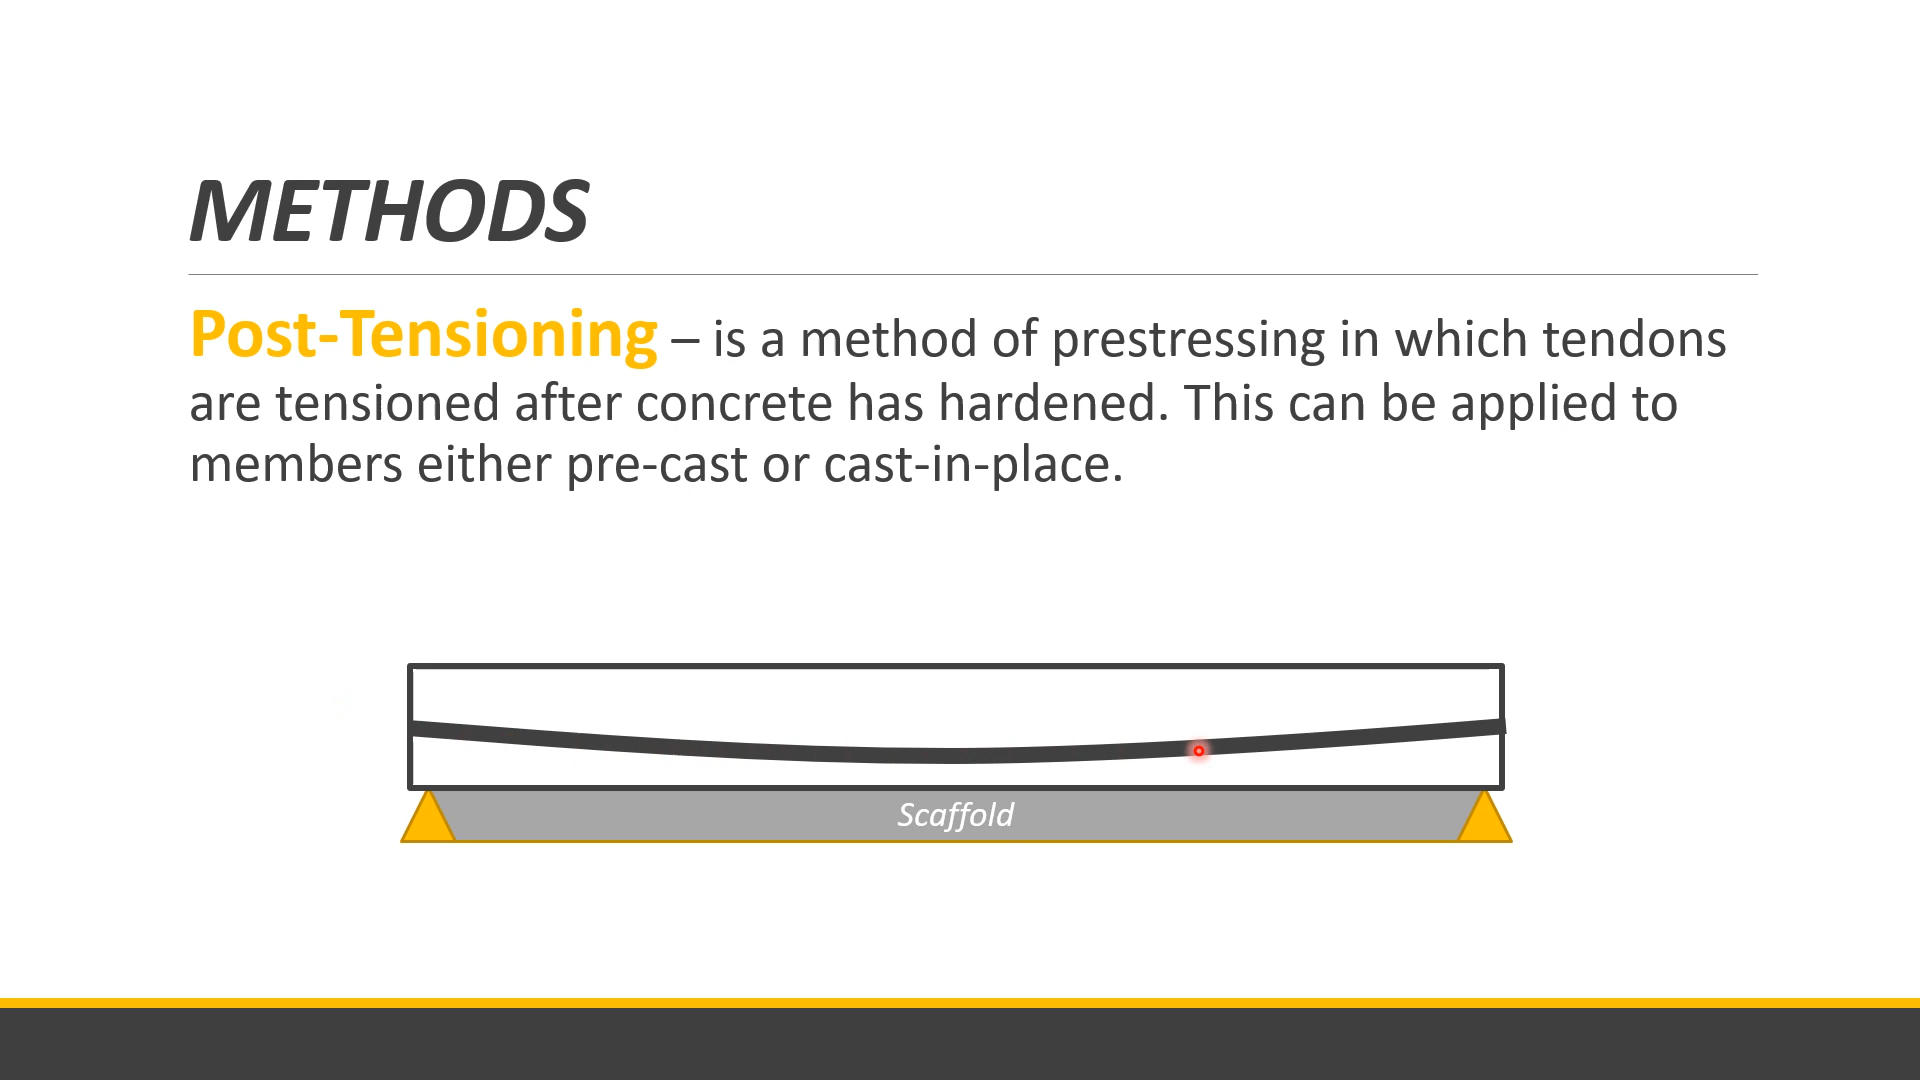 METHODS
Post-Tensioning – is a method of prestressing in which tendons
are tensioned after concrete has hardened. This can be applied to
members either pre-cast or cast-in-place.
Scaffold